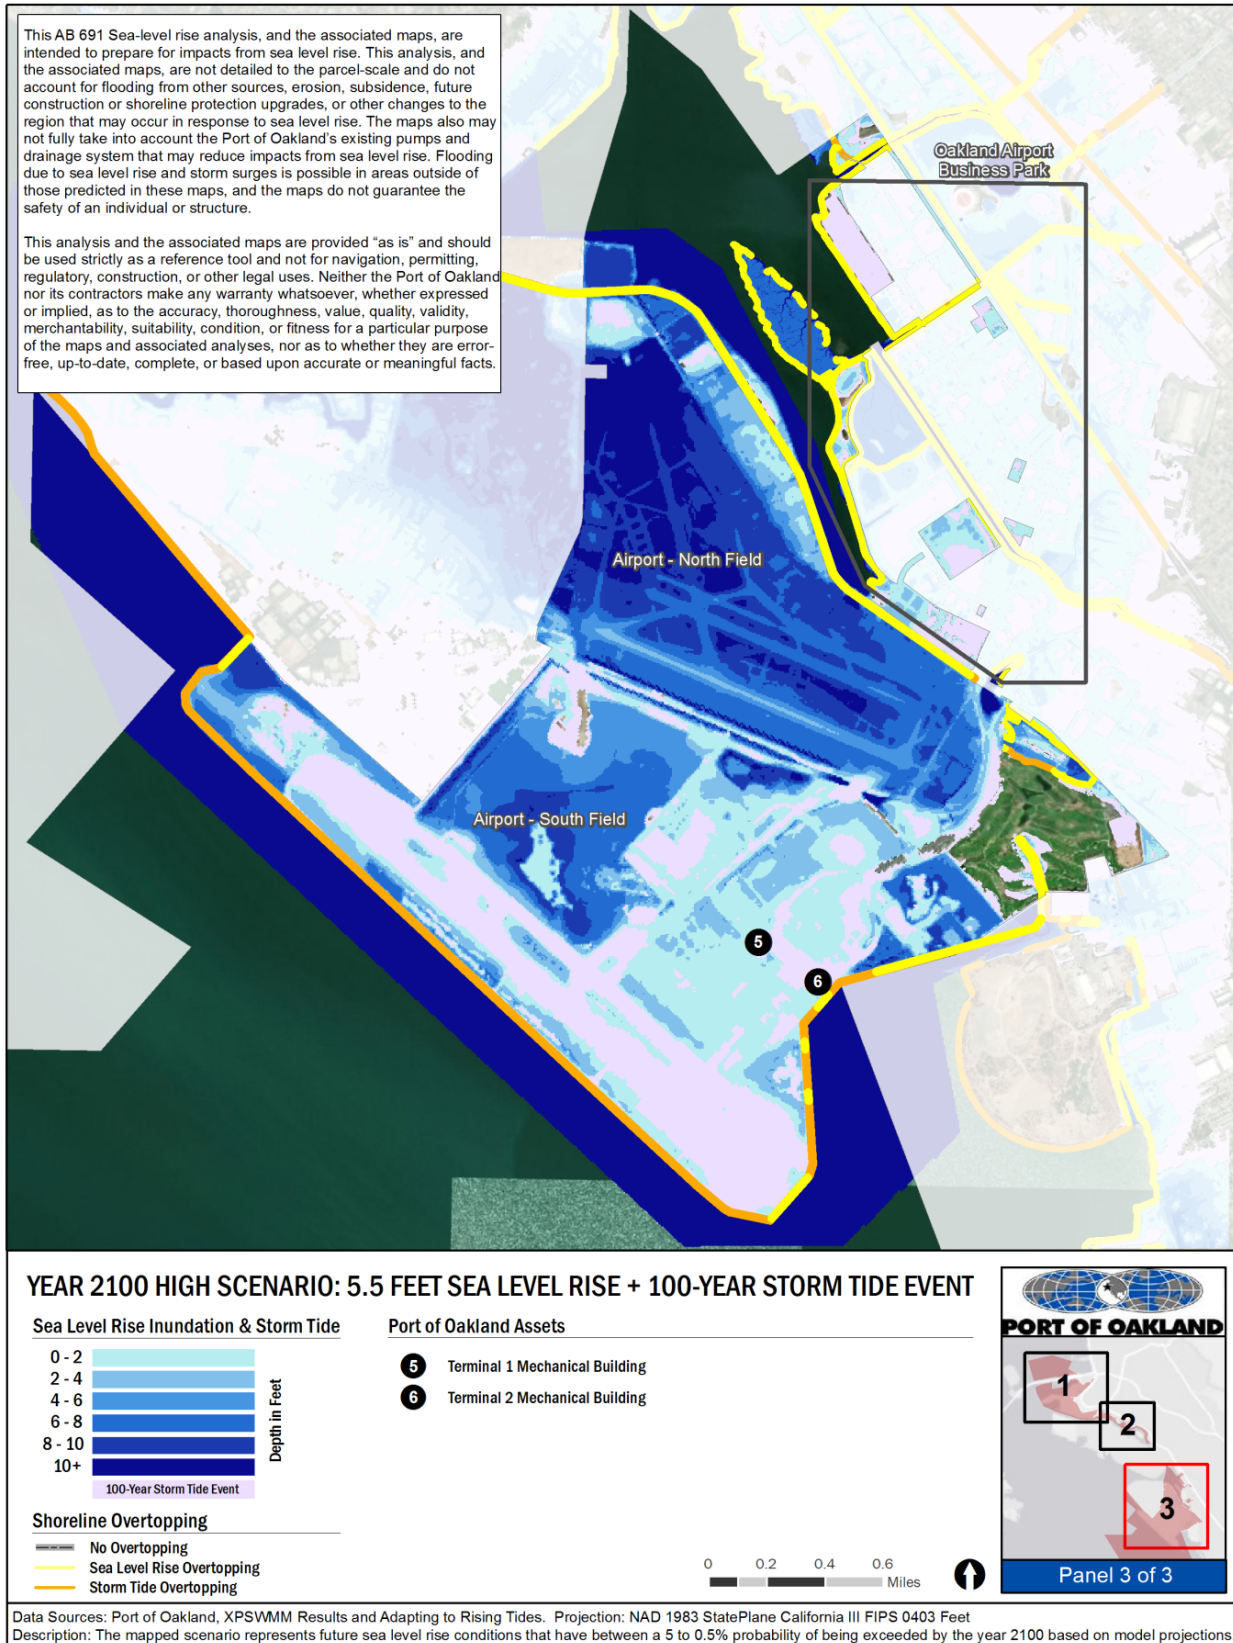 This AB 691 Sea-level rise analysis, and the associated maps, are
intended to prepare for impacts from sea level rise. This analysis, and
the associated maps, are not detailed to the parcel-scale and do not
account for flooding from other sources, erosion, subsidence, future
construction or shoreline protection upgrades, or other changes to the
region that may occur in response to sea level rise. The maps also may
not fully take into account the Port of Oakland's existing pumps and
drainage system that may reduce impacts from sea level rise. Flooding
due to sea level rise and storm surges is possible in areas outside of
those predicted in these maps, and the maps do not guarantee the
safety of an individual or structure.
This analysis and the associated maps are provided “as is” and should
be used strictly as a reference tool and not for navigation, permitting,
regulatory, construction, or other legal uses. Neither the Port of Oakland
nor its contractors make any warranty whatsoever, whether expressed
or implied, as to the accuracy, thoroughness, value, quality, validity,
merchantability, suitability, condition, or fitness for a particular purpose
of the maps and associated analyses, nor as to whether they are error-
free, up-to-date, complete, or based upon accurate or meaningful facts.
Oakland Airport
Business Park
Airport - North Field
Airport - South Field
5
6
YEAR 2100 HIGH SCENARIO: 5.5 FEET SEA LEVEL RISE + 100-YEAR STORM TIDE EVENT
Sea Level Rise Inundation & Storm Tide
0 - 2
2 - 4
4 - 6
6 - 8
8 - 10
10+
Depth in Feet
100-Year Storm Tide Event
Shoreline Overtopping
No Overtopping
Sea Level Rise Overtopping
Storm Tide Overtopping
Port of Oakland Assets
5 Terminal 1 Mechanical Building
6 Terminal 2 Mechanical Building
0 0.2 0.4 0.6
Miles
PORT OF OAKLAND
1
2
3
Panel 3 of 3
Data Sources: Port of Oakland, XPSWMM Results and Adapting to Rising Tides. Projection: NAD 1983 StatePlane California III FIPS 0403 Feet
Description: The mapped scenario represents future sea level rise conditions that have between a 5 to 0.5% probability of being exceeded by the year 2100 based on model projections